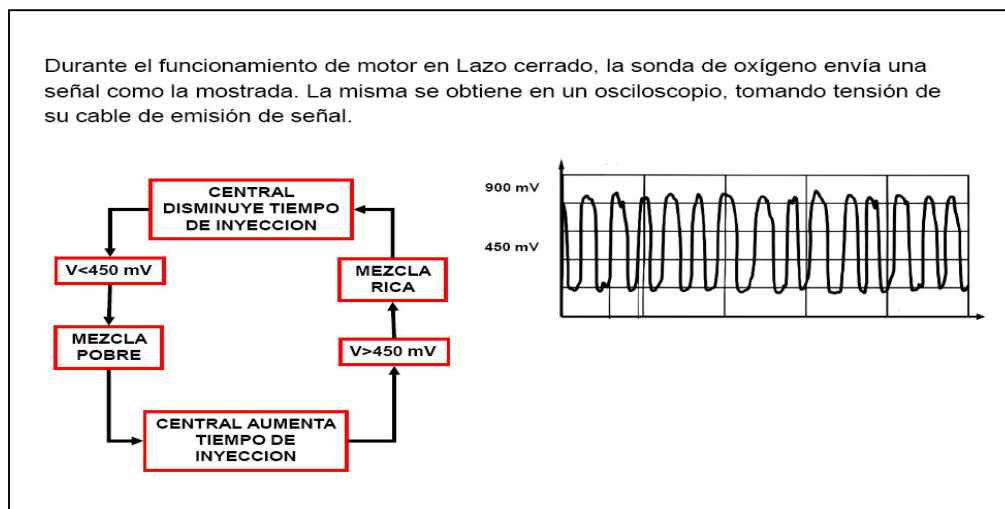 Durante el funcionamiento de motor en Lazo cerrado, la sonda de oxígeno envía una
señal como la mostrada. La misma se obtiene en un osciloscopio, tomando tensión de
su cable de emisión de señal.
CENTRAL
DISMINUYE TIEMPO
DE INYECCION
V<450 mV
MEZCLA
POBRE
CENTRAL AUMENTA
TIEMPO DE
INYECCION
V>450 mV
MEZCLA
RICA
900 mV
450 mV